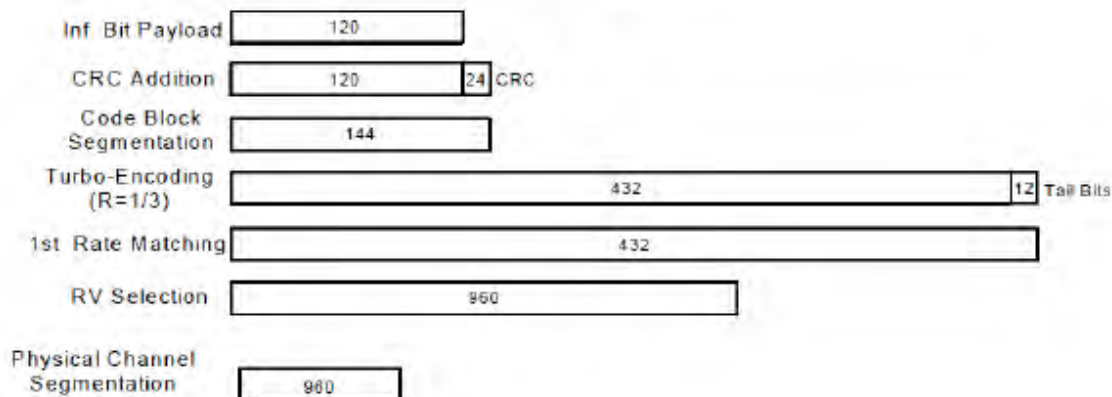 Inf Bit Payload 120
CRC Addition 120 24 CRC
Code Block
Segmentation 144
Turbo-Encoding
(R=1/3) 432 12 Tail Bits
1st Rate Matching 432
RV Selection 960
Physical Channel
Segmentation 960